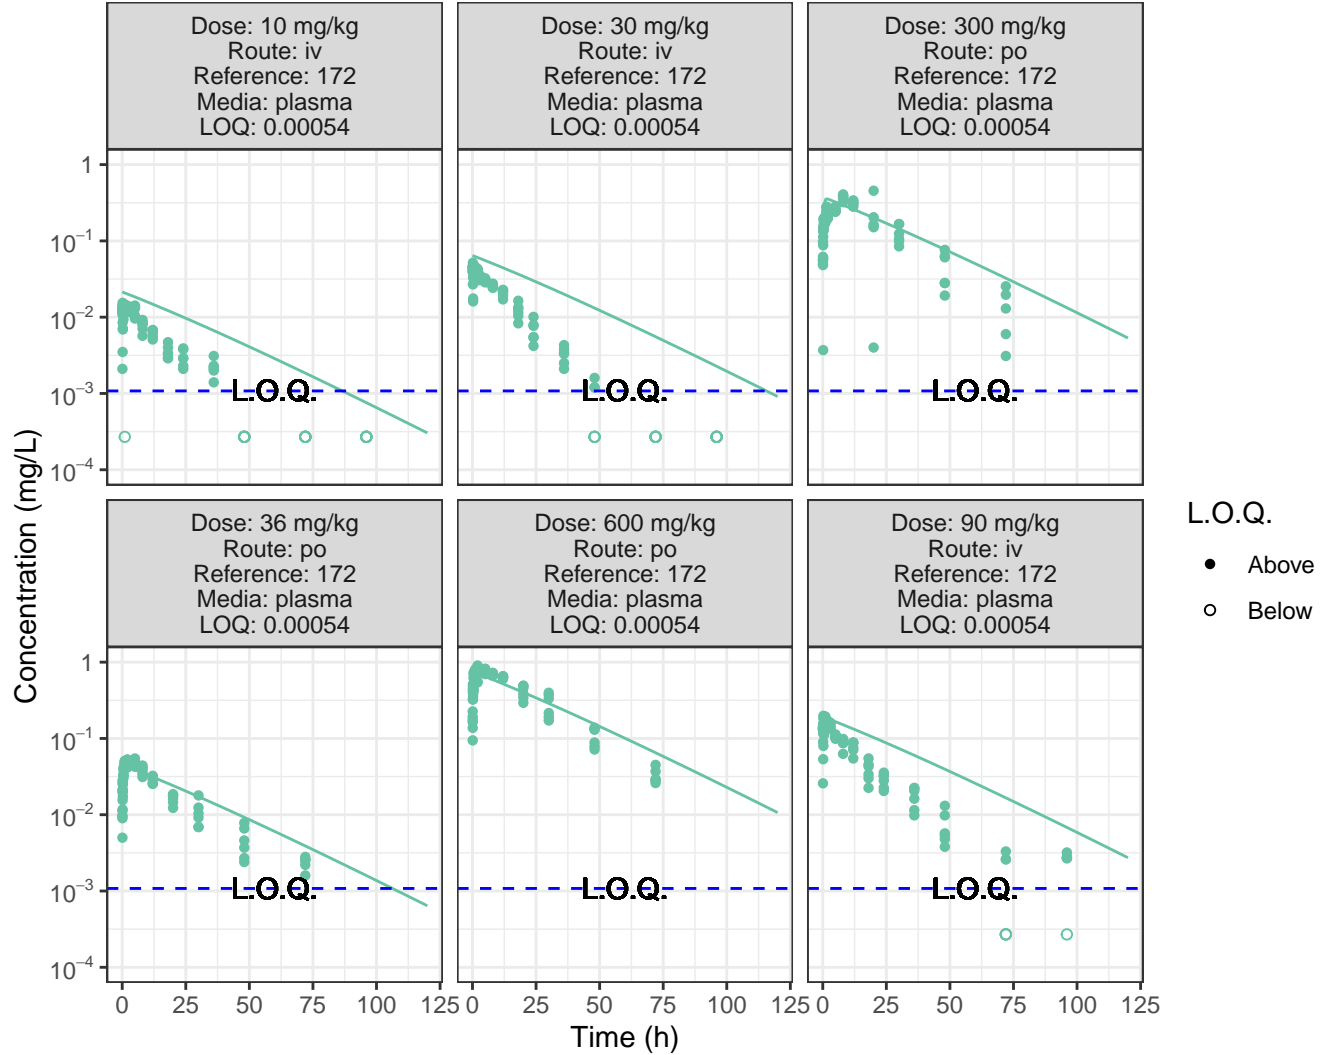 Dose: 10 mg/kg
Route: iv
Reference: 172
Media: plasma
LOQ: 0.00054
Dose: 30 mg/kg
Route: iv
Reference: 172
Media: plasma
LOQ: 0.00054
Dose: 300 mg/kg
Route: po
Reference: 172
Media: plasma
LOQ: 0.00054
1
10⁻¹
10⁻²
10⁻³
10⁻⁴
L.O.Q.
L.O.Q.
L.O.Q.
Dose: 36 mg/kg
Route: po
Reference: 172
Media: plasma
LOQ: 0.00054
Dose: 600 mg/kg
Route: po
Reference: 172
Media: plasma
LOQ: 0.00054
Dose: 90 mg/kg
Route: iv
Reference: 172
Media: plasma
LOQ: 0.00054
1
10⁻¹
10⁻²
10⁻³
10⁻⁴
L.O.Q.
L.O.Q.
L.O.Q.
0 25 50 75 100 125
0 25 50 75 100 125
0 25 50 75 100 125
Time (h)
Concentration (mg/L)
L.O.Q.
Above
Below